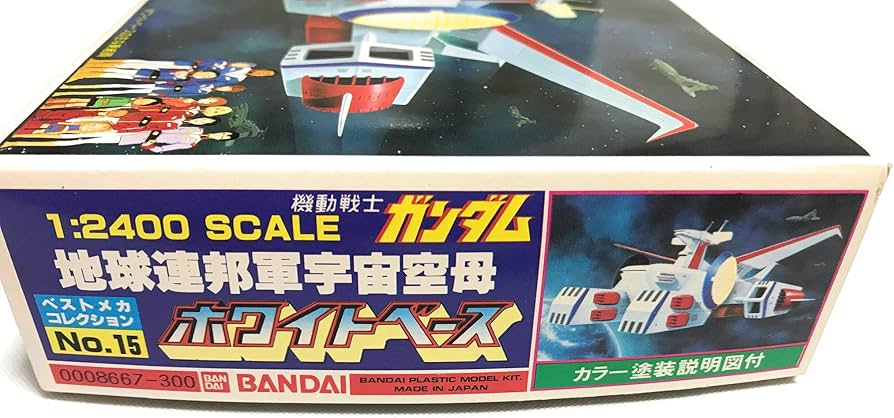 機動戦士
ガンダム
1:2400 SCALE
地球連邦軍宇宙空母
ベストメカ
コレクション
No.15
ホワイトベース
0008667-300
BAN
DAI
BANDAI
BANDAI PLASTIC MODEL KIT.
MADE IN JAPAN
カラー塗装説明図付